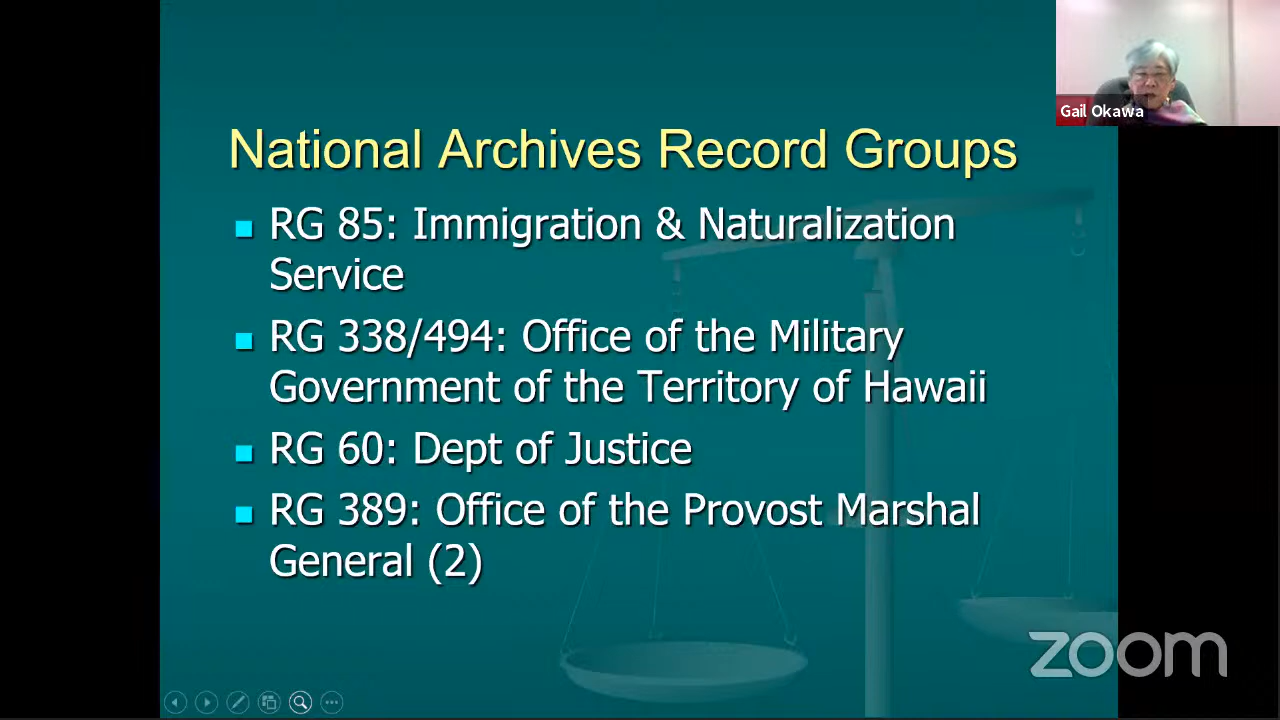 Gail Okawa
National Archives Record Groups
RG 85: Immigration & Naturalization
Service
RG 338/494: Office of the Military
Government of the Territory of Hawaii
RG 60: Dept of Justice
RG 389: Office of the Provost Marshal
General (2)
zoom